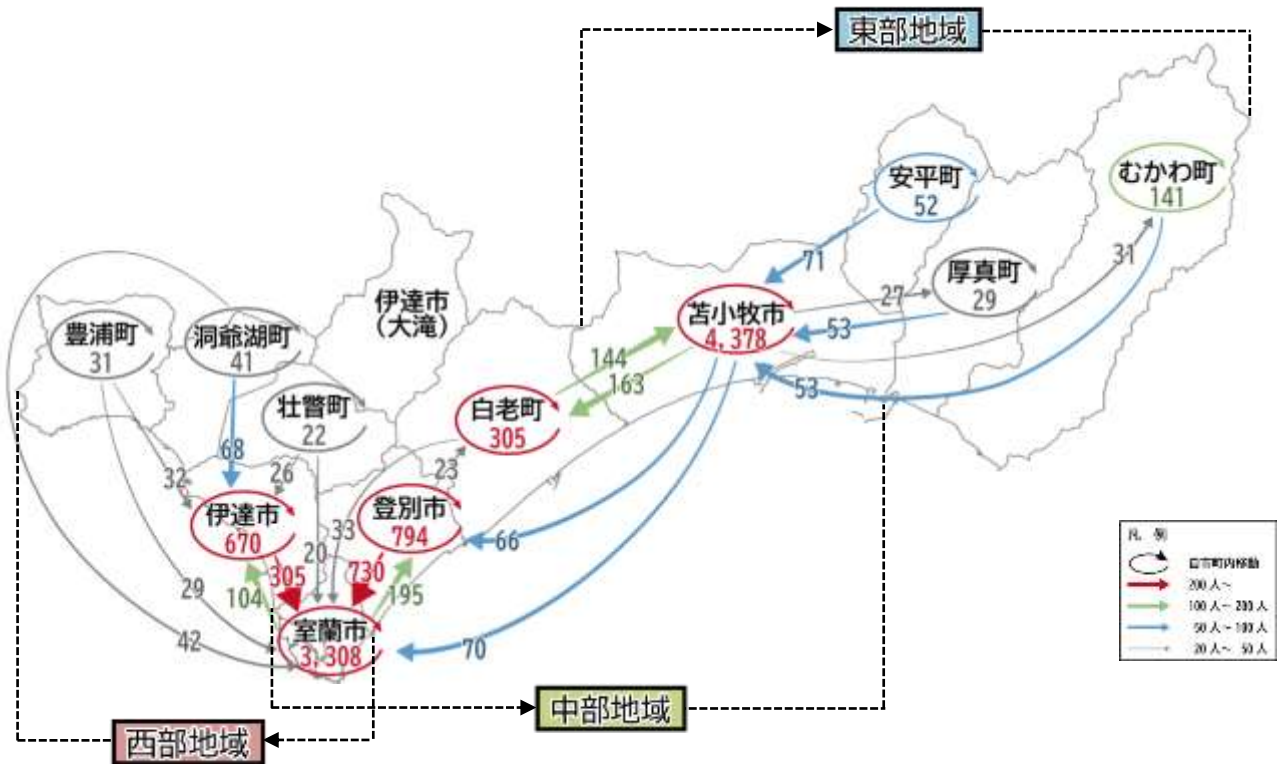 東部地域
安平町
52
むかわ町
141
71
厚真町
29
31
27
53
53
苫小牧市
4,378
伊達市
(大滝)
豊浦町
31
洞爺湖町
41
壮瞥町
22
144
163
白老町
305
68
32
26
23
伊達市
670
登別市
794
33
20
66
305
730
104
195
29
42
室蘭市
3,308
70
凡 例
自市町内移動
200人～
100人～200人
50人～100人
20人～ 50人
中部地域
西部地域